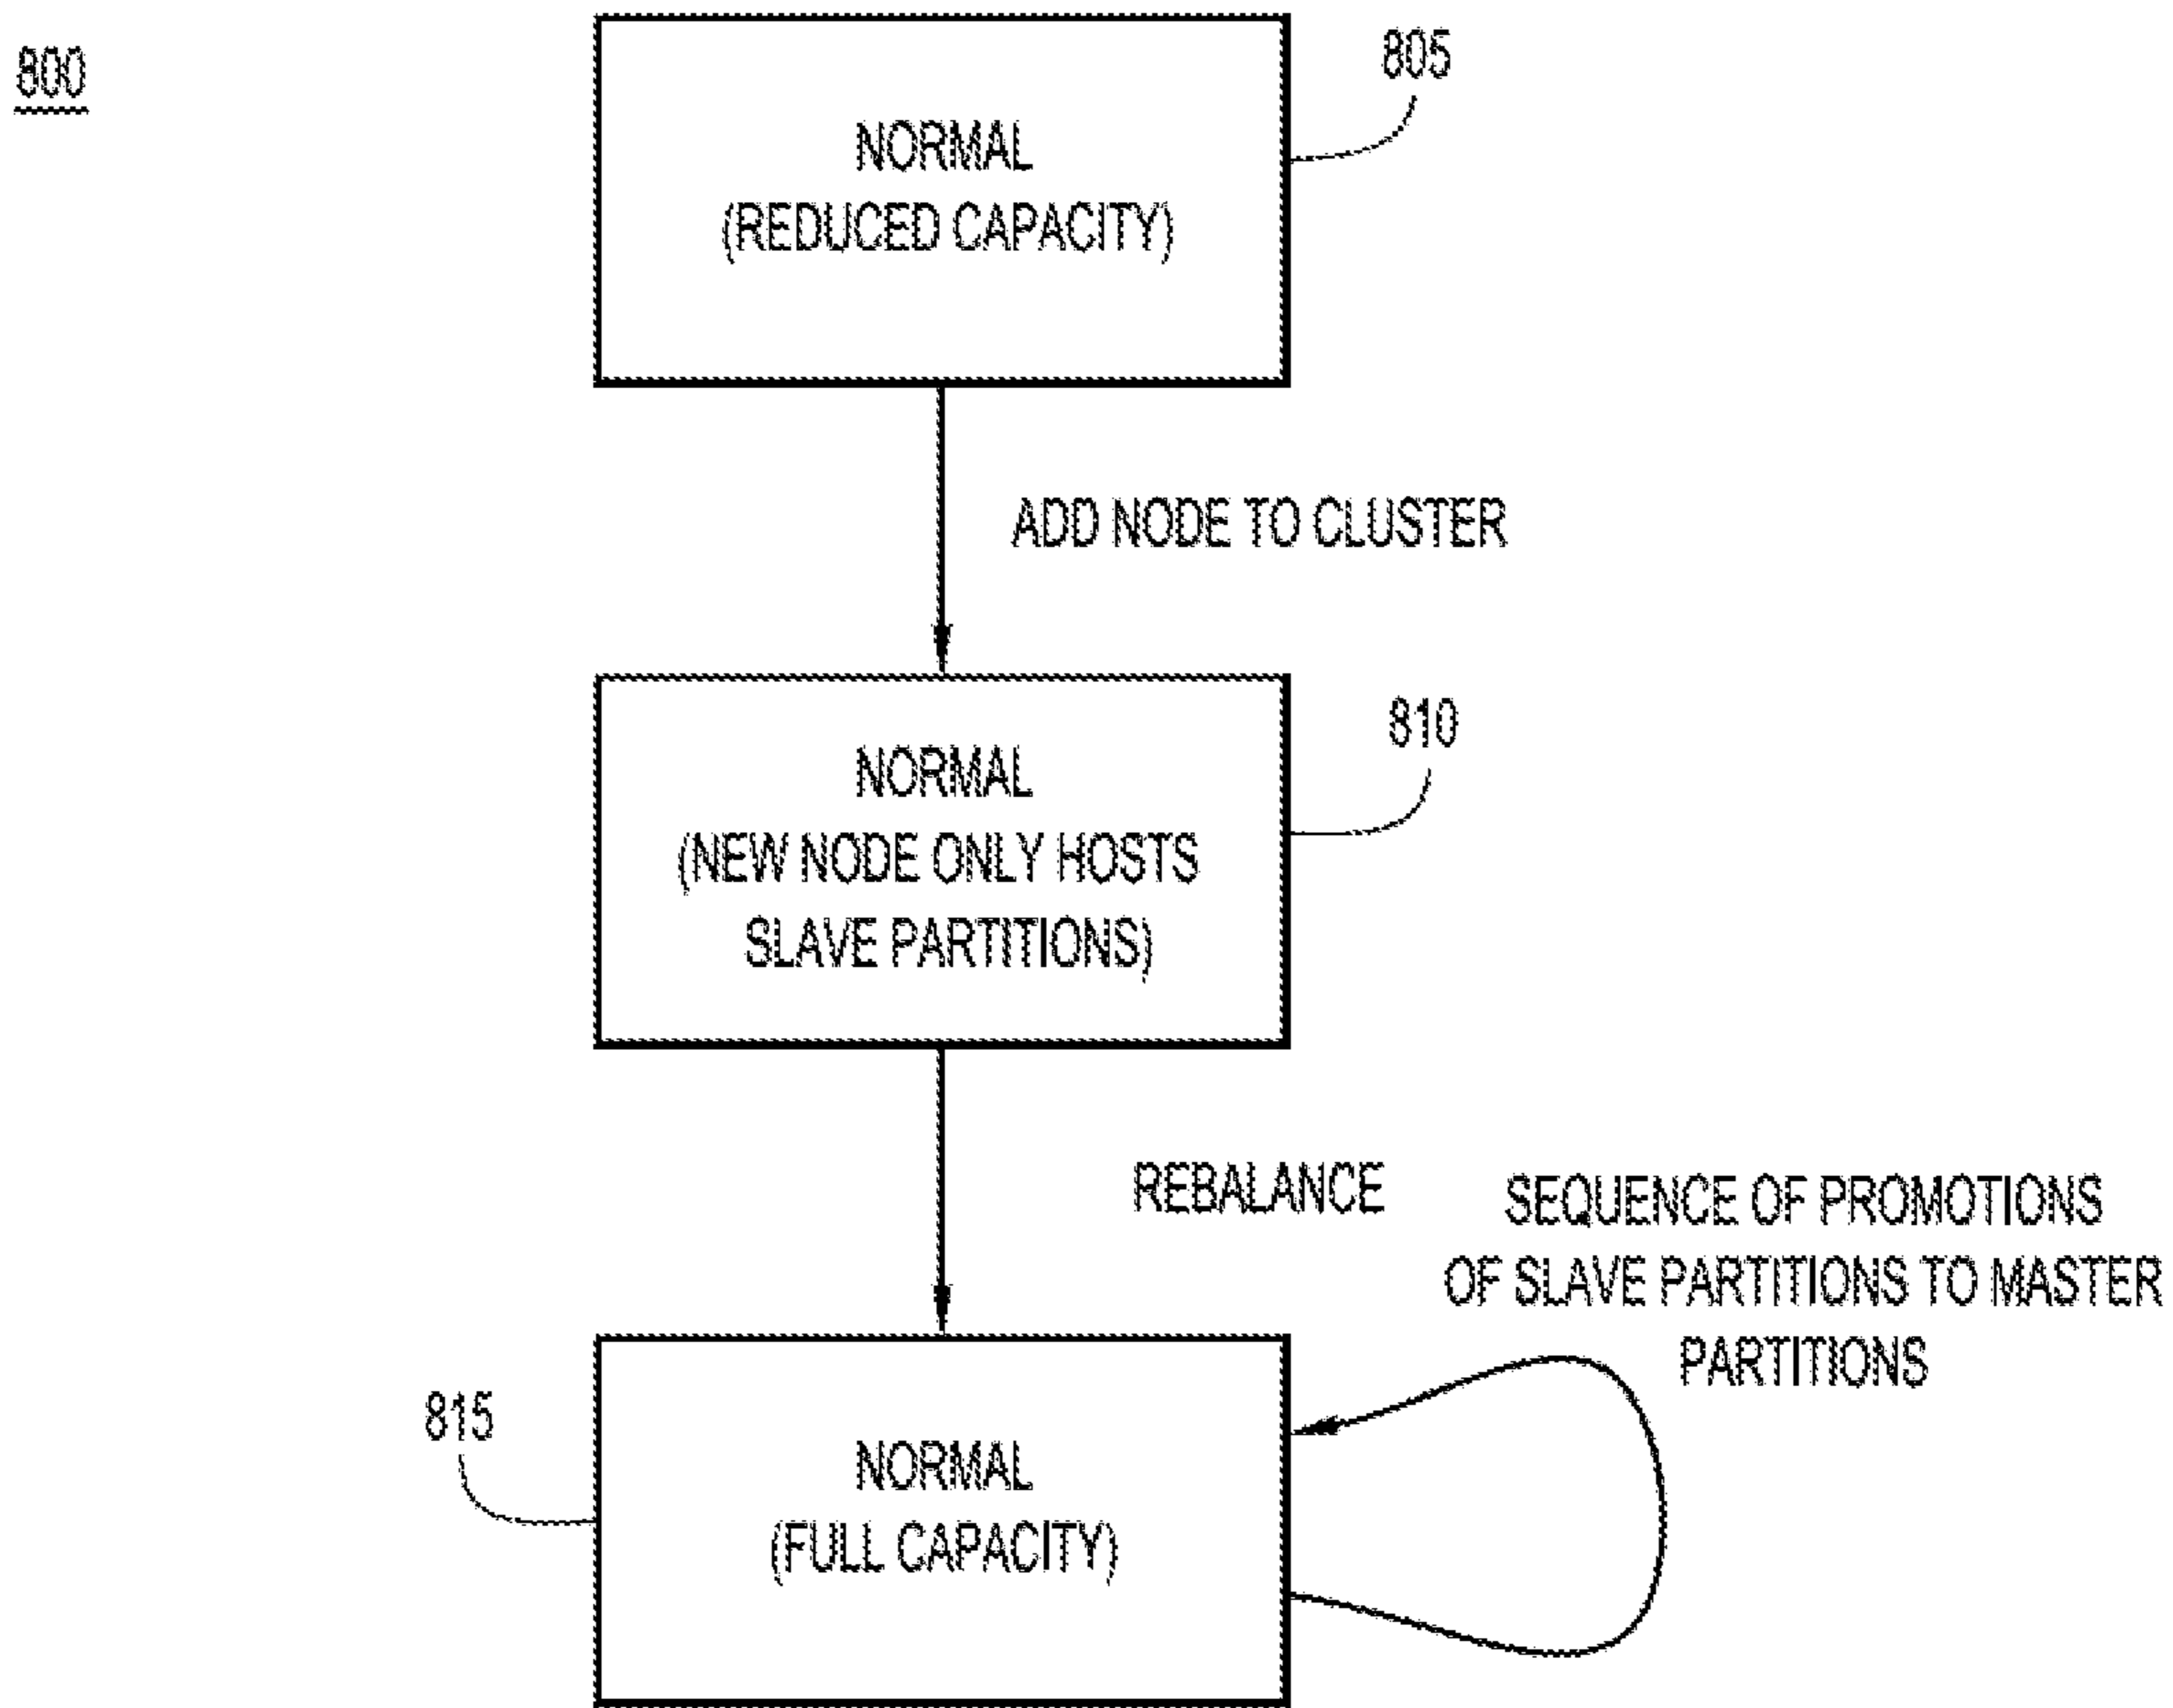 800
805
NORMAL
(REDUCED CAPACITY)
ADD NODE TO CLUSTER
810
NORMAL
(NEW NODE ONLY HOSTS
SLAVE PARTITIONS)
REBALANCE
SEQUENCE OF PROMOTIONS
OF SLAVE PARTITIONS TO MASTER
PARTITIONS
815
NORMAL
(FULL CAPACITY)